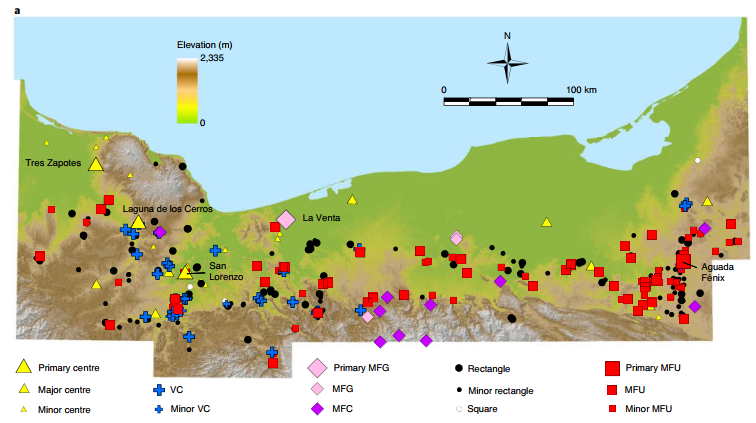 a
N
Elevation (m)
2,335
0
0 100 km
Tres Zapotes
Laguna de los Cerros
La Venta
San
Lorenzo
Aguada
Fénix
Primary centre
Major centre
Minor centre
VC
Minor VC
Primary MFG
MFG
MFC
Rectangle
Minor rectangle
Square
Primary MFU
MFU
Minor MFU